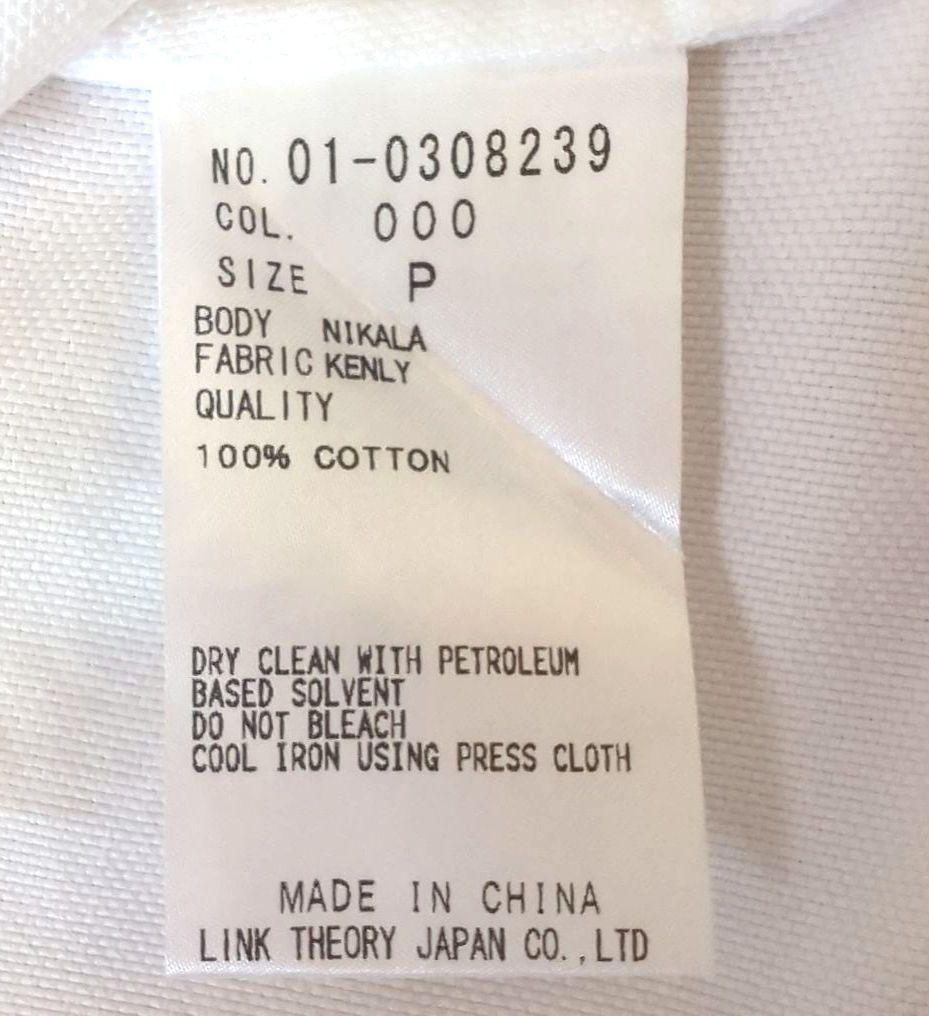 NO. 01-0308239
COL. 000
SIZE P
BODY NIKALA
FABRIC KENLY
QUALITY
100% COTTON
DRY CLEAN WITH PETROLEUM
BASED SOLVENT
DO NOT BLEACH
COOL IRON USING PRESS CLOTH
MADE IN CHINA
LINK THEORY JAPAN CO.,LTD